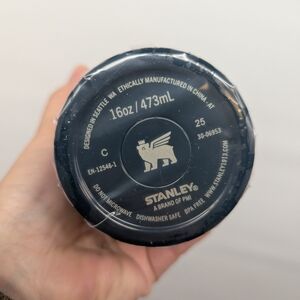 DESIGNED IN SEATTLE WA ETHICALLY MANUFACTURED IN CHINA - AT
16oz / 473mL
C
25
EN-12546-1
30-06953
STANLEY®
A BRAND OF PMI
DO NOT MICROWAVE DISHWASHER SAFE BPA FREE WWW.STANLEY1913.COM